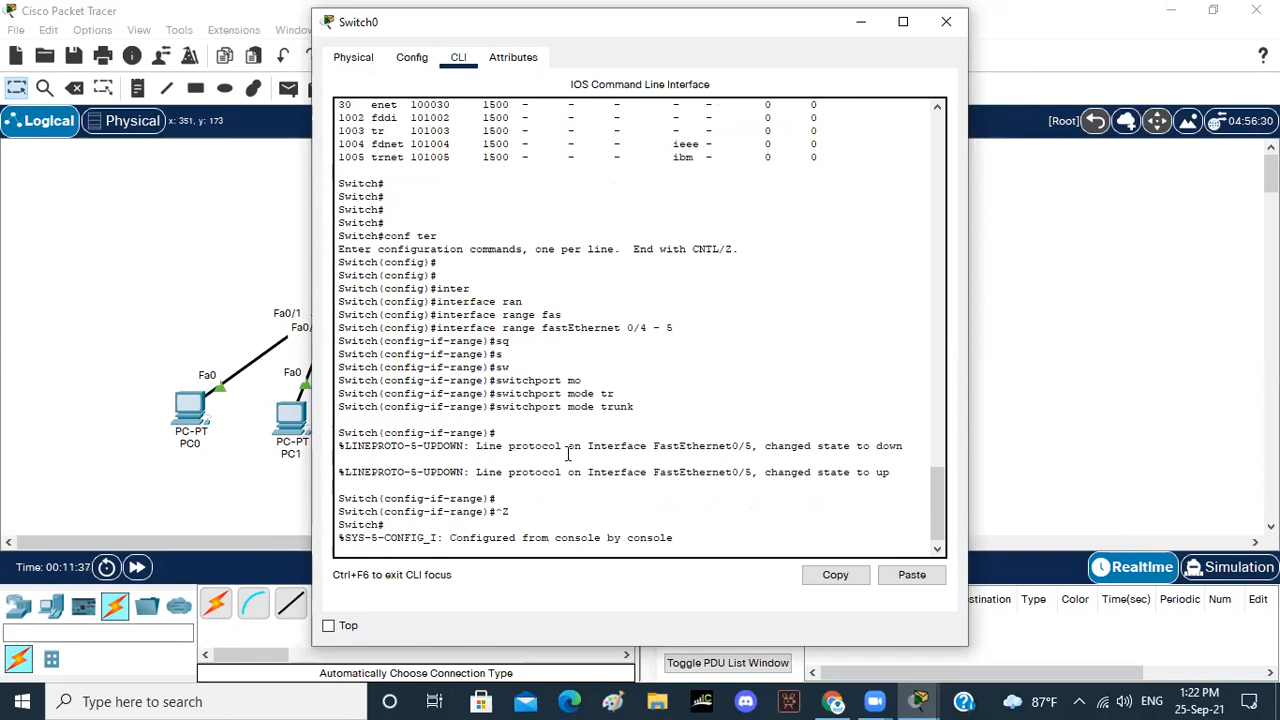 Cisco Packet Tracer
File Edit Options View Tools Extensions Window
Logical Physical x: 351, y: 173
[Root] 04:56:30
Switch0
Physical Config CLI Attributes
IOS Command Line Interface
30 enet 100030 1500 - - - - - 0 0
1002 fddi 101002 1500 - - - - - 0 0
1003 tr 101003 1500 - - - - - 0 0
1004 fdnet 101004 1500 - - - ieee - 0 0
1005 trnet 101005 1500 - - - ibm - 0 0
Switch#
Switch#
Switch#
Switch#
Switch#conf ter
Enter configuration commands, one per line. End with CNTL/Z.
Switch(config)#
Switch(config)#
Switch(config)#inter
Switch(config)#interface ran
Switch(config)#interface range fas
Switch(config)#interface range fastEthernet 0/4 - 5
Switch(config-if-range)#sq
Switch(config-if-range)#s
Switch(config-if-range)#sw
Switch(config-if-range)#switchport mo
Switch(config-if-range)#switchport mode tr
Switch(config-if-range)#switchport mode trunk
Switch(config-if-range)#
%LINEPROTO-5-UPDOWN: Line protocol on Interface FastEthernet0/5, changed state to down
%LINEPROTO-5-UPDOWN: Line protocol on Interface FastEthernet0/5, changed state to up
Switch(config-if-range)#
Switch(config-if-range)#^Z
Switch#
%SYS-5-CONFIG_I: Configured from console by console
Ctrl+F6 to exit CLI focus
Copy Paste
Top
Fa0/1
Fa0/
Fa0
Fa0
PC-PT
PC0
PC-PT
PC1
Time: 00:11:37
Realtime Simulation
Automatically Choose Connection Type
Toggle PDU List Window
stination Type Color Time(sec) Periodic Num Edit
Type here to search
87°F
ENG
1:22 PM
25-Sep-21